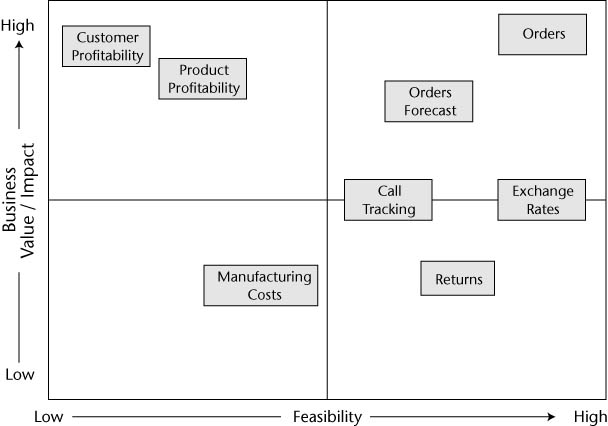 High
Customer
Profitability
Product
Profitability
Orders
Orders
Forecast
Business
Value / Impact
Call
Tracking
Exchange
Rates
Manufacturing
Costs
Returns
Low
Low
Feasibility
High